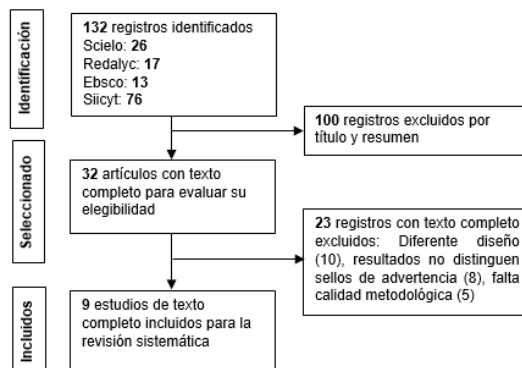 Identificación
132 registros identificados
Scielo: 26
Redalyc: 17
Ebsco: 13
Siicyt: 76
100 registros excluidos por
título y resumen
Seleccionado
32 artículos con texto
completo para evaluar su
elegibilidad
23 registros con texto completo
excluidos: Diferente diseño
(10), resultados no distinguen
sellos de advertencia (8), falta
calidad metodológica (5)
Incluidos
9 estudios de texto
completo incluidos para la
revisión sistemática